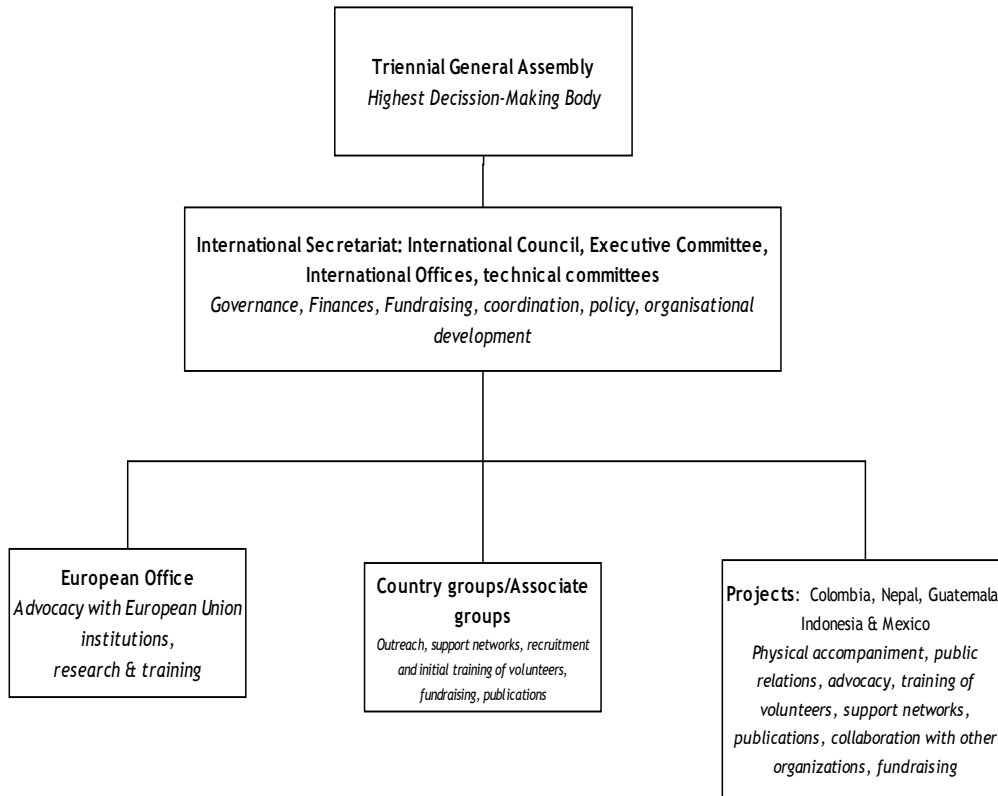 Triennial General Assembly
Highest Decission-Making Body
International Secretariat: International Council, Executive Committee,
International Offices, technical committees
Governance, Finances, Fundraising, coordination, policy, organisational
development
European Office
Advocacy with European Union
institutions,
research & training
Country groups/Associate
groups
Outreach, support networks, recruitment
and initial training of volunteers,
fundraising, publications
Projects: Colombia, Nepal, Guatemala
Indonesia & Mexico
Physical accompaniment, public
relations, advocacy, training of
volunteers, support networks,
publications, collaboration with other
organizations, fundraising